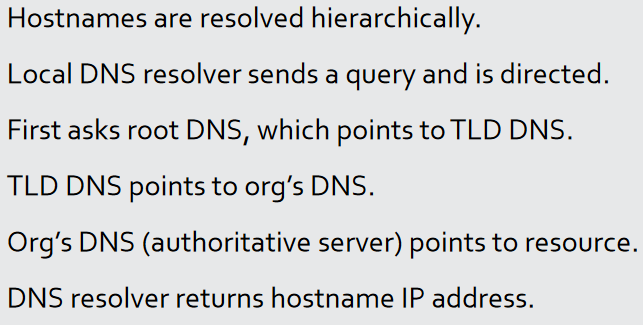 Hostnames are resolved hierarchically.
Local DNS resolver sends a query and is directed.
First asks root DNS, which points to TLD DNS.
TLD DNS points to org’s DNS.
Org’s DNS (authoritative server) points to resource.
DNS resolver returns hostname IP address.